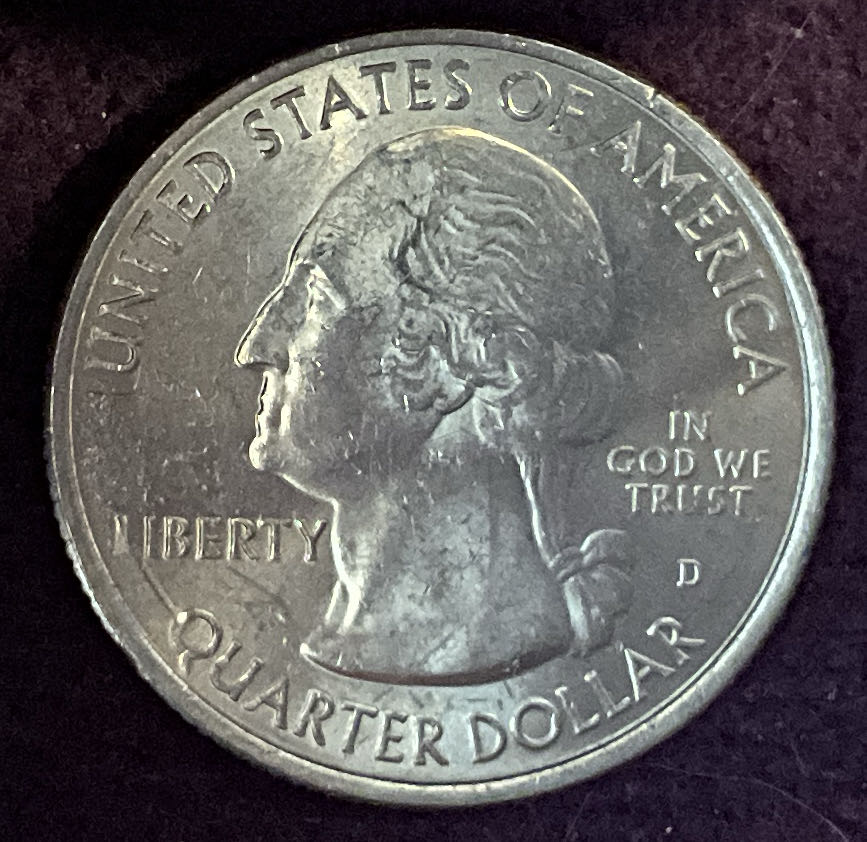 UNITED STATES OF AMERICA
LIBERTY
IN
GOD WE
TRUST
D
QUARTER DOLLAR